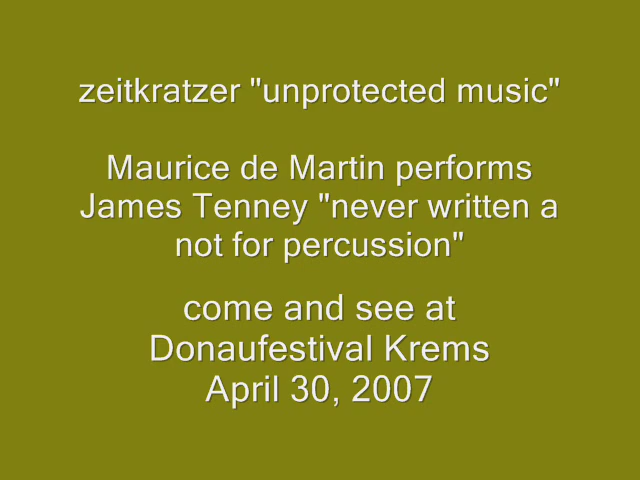 zeitkratzer "unprotected music"
Maurice de Martin performs
James Tenney "never written a
not for percussion"
come and see at
Donaufestival Krems
April 30, 2007